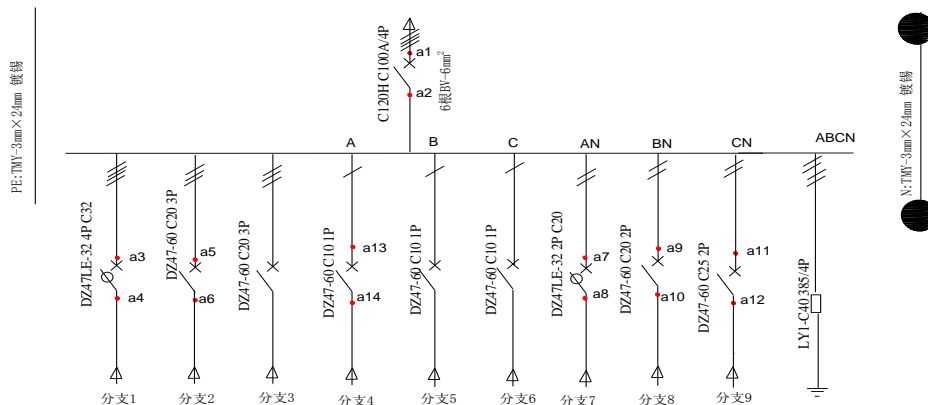 PE:TMY-3mm×24mm 镀锡
C120H C100A/4P
6根BV-6mm²
a1
a2
N:TMY-3mm×24mm 镀锡
A
B
C
AN
BN
CN
ABCN
DZ47LE-32 4P C32
a3
a4
DZ47-60 C20 3P
a5
a6
DZ47-60 C20 3P
DZ47-60 C10 1P
a13
a14
DZ47-60 C10 1P
DZ47-60 C10 1P
DZ47LE-32 2P C20
a7
a8
DZ47-60 C20 2P
a9
a10
DZ47-60 C25 2P
a11
a12
LY1-C40 385/4P
分支1
分支2
分支3
分支4
分支5
分支6
分支7
分支8
分支9